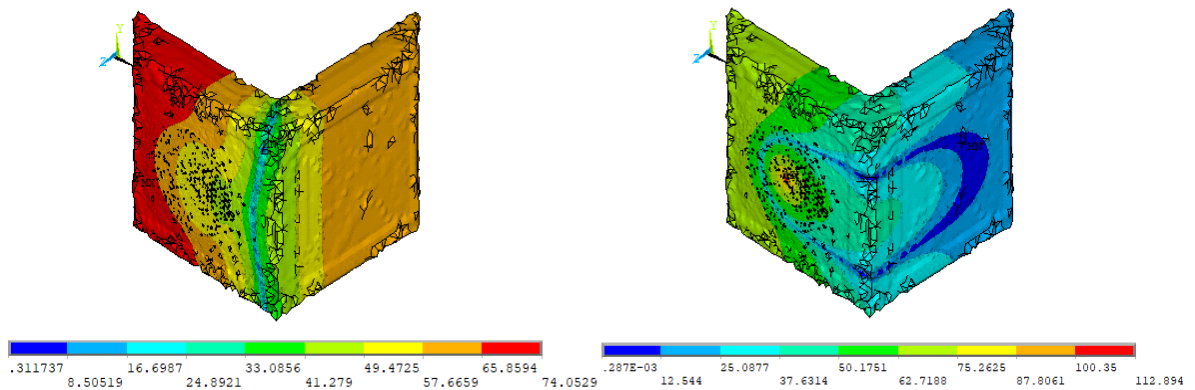 Y
Z
Y
Z
MX
.311737 16.6987 33.0856 49.4725 65.8594
8.50519 24.8921 41.279 57.6659 74.0529
.287E-03 25.0877 50.1751 75.2625 100.35
12.544 37.6314 62.7188 87.8061 112.894